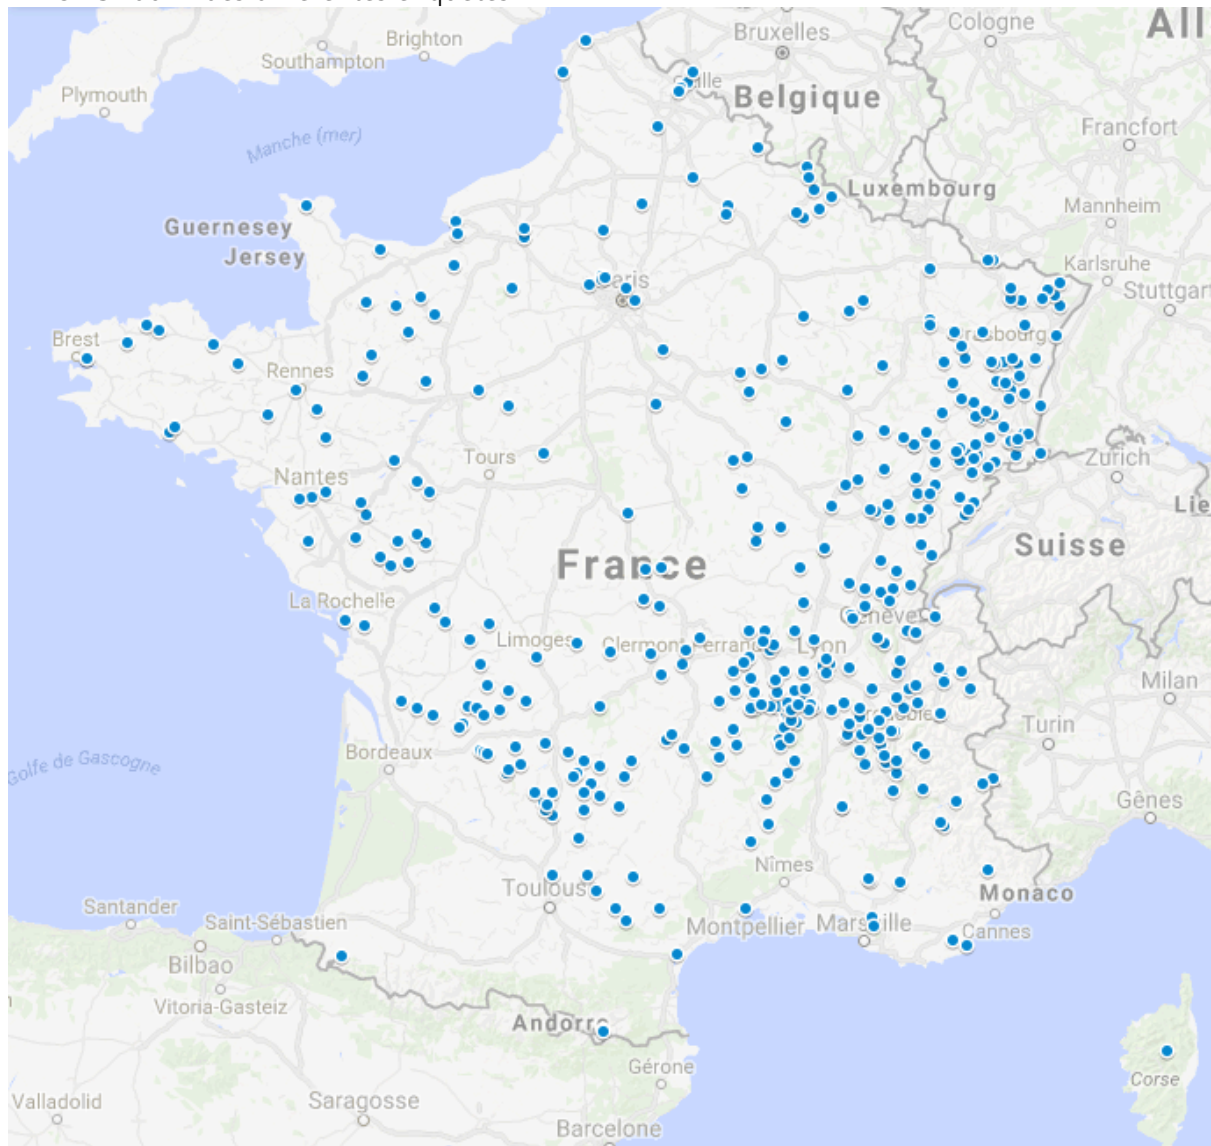 All
Bruxelles
Cologne
Brighton
Southampton
Plymouth
Belgique
Francfort
Manche (mer)
Luxembourg
Mannheim
Guernesey
Jersey
Karlsruhe
Stuttgart
Brest
Rennes
Tours
Nantes
Zurich
Lie
Suisse
France
La Rochelle
Limoges
Lyon
Milan
Turin
Bordeaux
Golfe de Gascogne
Gênes
Nîmes
Monaco
Santander
Saint-Sébastien
Montpellier
Cannes
Bilbao
Vitoria-Gasteiz
Gérone
Corse
Valladolid
Saragosse
Barcelone